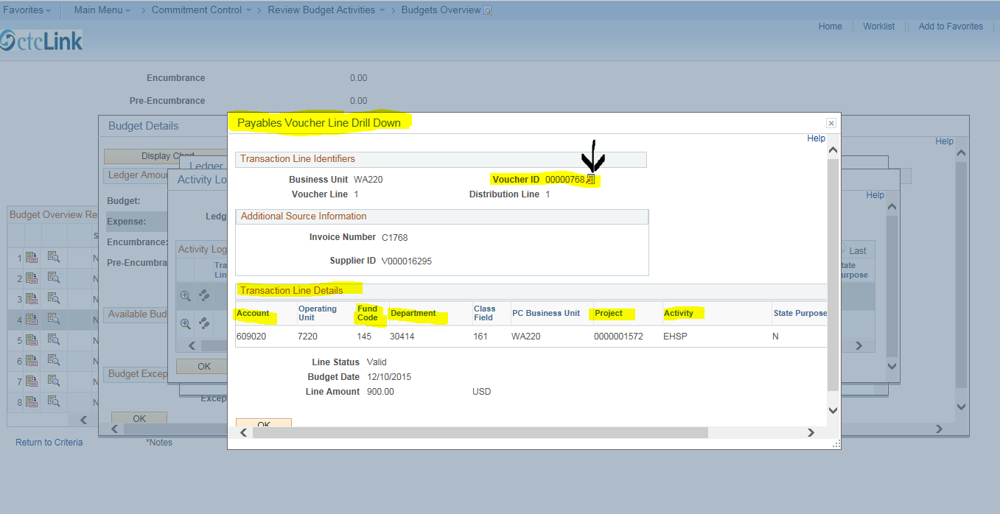 Favorites Main Menu > Commitment Control > Review Budget Activities > Budgets Overview
Home Worklist Add to Favorites
ctcLink
Encumbrance 0.00
Pre-Encumbrance 0.00
Budget Details
Help
Display Chart
Ledger
Ledger Amou
Activity Lo
Help
Budget:
Ledg
Budget Overview Re
Expense:
S
Encumbrance:
Activity Log
Last
1 N
Pre-Encumbra
Tra
Lin
tate
urpose
2 N
3 N
4 N
Available Bud
5 N
6 N
OK
7 N
Budget Excep
8 N
Excep
OK
Return to Criteria
*Notes
Payables Voucher Line Drill Down
Help
Transaction Line Identifiers
Business Unit WA220 Voucher ID 00000768
Voucher Line 1 Distribution Line 1
Additional Source Information
Invoice Number C1768
Supplier ID V000016295
Transaction Line Details
Account Operating Unit Fund Code Department Class Field PC Business Unit Project Activity State Purpose
609020 7220 145 30414 161 WA220 0000001572 EHSP N
Line Status Valid
Budget Date 12/10/2015
Line Amount 900.00 USD
OK